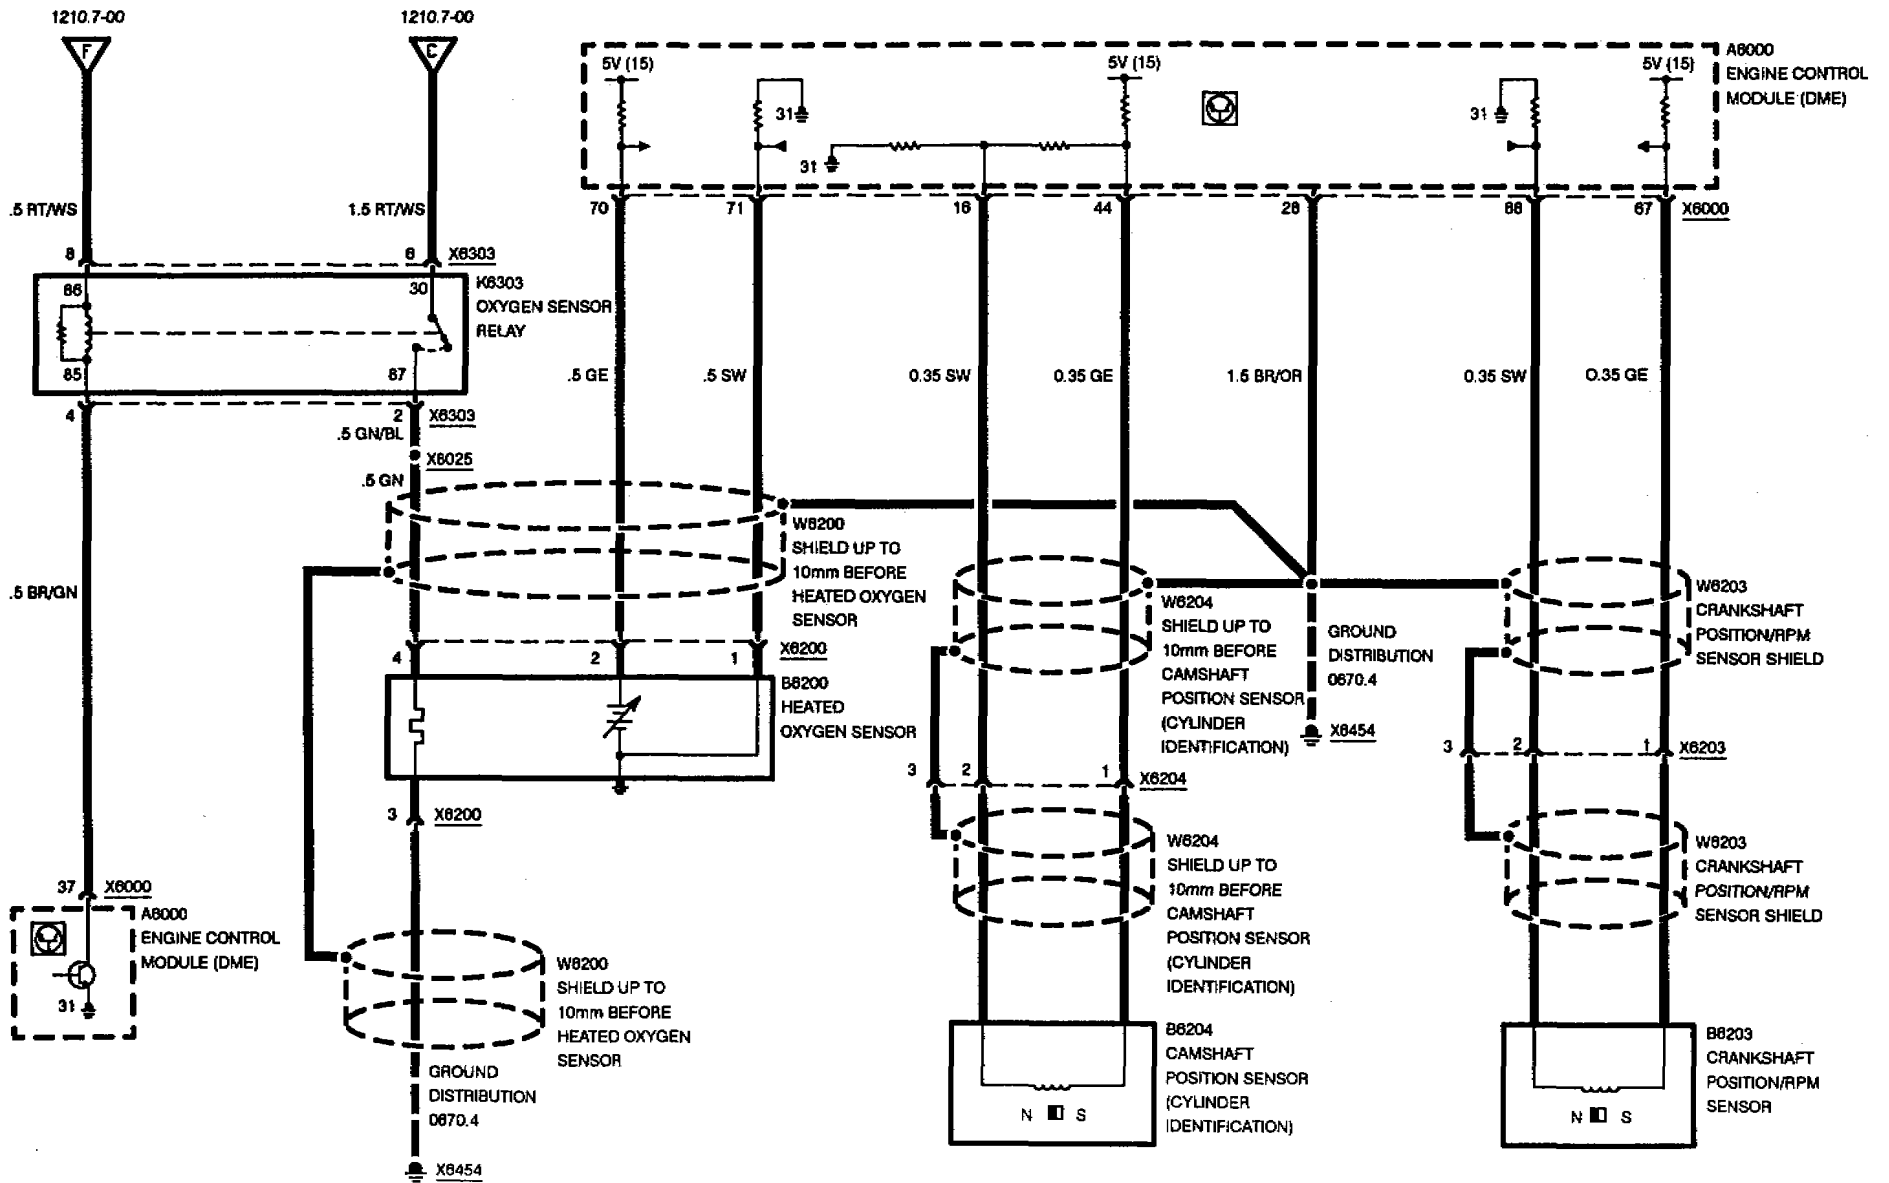 1210.7-00
1210.7-00
F
C
A6000
ENGINE CONTROL
MODULE (DME)
5V (15)
5V (15)
5V (15)
31
31
31
.5 RT/WS
1.5 RT/WS
70
71
16
44
28
68
67
X6000
8
6
X6303
K6303
OXYGEN SENSOR
RELAY
86
30
85
87
4
2
X6303
.5 GN/BL
X6025
.5 GN
.5 GE
.5 SW
0.35 SW
0.35 GE
1.5 BR/OR
0.35 SW
0.35 GE
W6200
SHIELD UP TO
10mm BEFORE
HEATED OXYGEN
SENSOR
.5 BR/GN
W6204
SHIELD UP TO
10mm BEFORE
CAMSHAFT
POSITION SENSOR
(CYLINDER
IDENTIFICATION)
GROUND
DISTRIBUTION
0670.4
X6454
W6203
CRANKSHAFT
POSITION/RPM
SENSOR SHIELD
4
2
1
X6200
B6200
HEATED
OXYGEN SENSOR
3
X6200
3
2
1
X6204
3
2
1
X6203
W6204
SHIELD UP TO
10mm BEFORE
CAMSHAFT
POSITION SENSOR
(CYLINDER
IDENTIFICATION)
W6203
CRANKSHAFT
POSITION/RPM
SENSOR SHIELD
37
X6000
A6000
ENGINE CONTROL
MODULE (DME)
31
W6200
SHIELD UP TO
10mm BEFORE
HEATED OXYGEN
SENSOR
GROUND
DISTRIBUTION
0670.4
X6454
B6204
CAMSHAFT
POSITION SENSOR
(CYLINDER
IDENTIFICATION)
N S
B6203
CRANKSHAFT
POSITION/RPM
SENSOR
N S